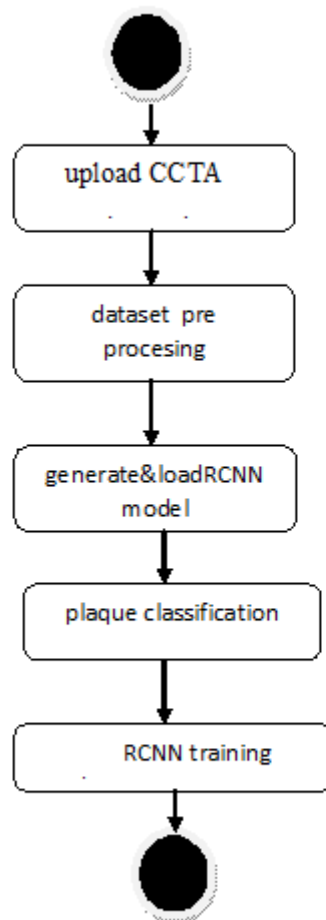 upload CCTA
dataset pre
procesing
generate&loadRCNN
model
plaque classification
RCNN training